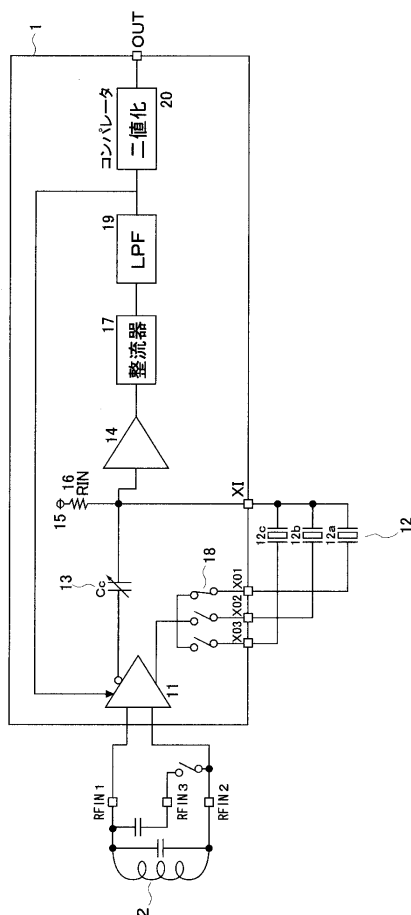 1
OUT
コンパレータ
二値化
20
19
LPF
17
整流器
14
15
16
RIN
13
Cc
XI
18
12c
12b
12a
12
X01
X02
X03
11
RFIN1
RFIN3
RFIN2
2